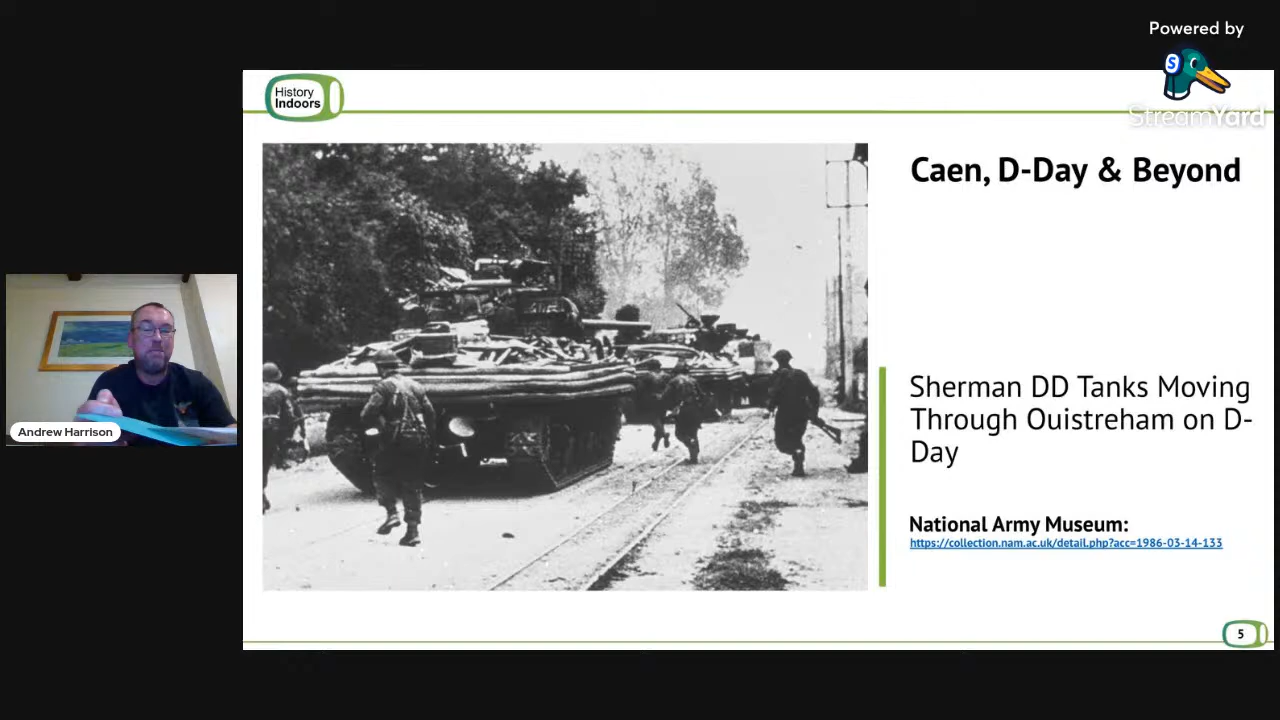 Powered by
S
StreamYard
History
Indoors
Caen, D-Day & Beyond
Sherman DD Tanks Moving
Through Ouistreham on D-
Day
National Army Museum:
https://collection.nam.ac.uk/detail.php?acc=1986-03-14-133
Andrew Harrison
5